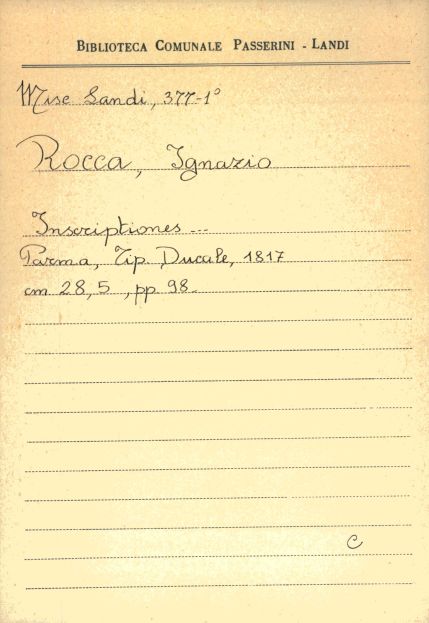 BIBLIOTECA COMUNALE PASSERINI - LANDI
Misc Landi, 377-1°
Rocca, Ignazio
Inscriptiones ...
Parma, Tip. Ducale, 1817
cm 28,5, pp 98.
C